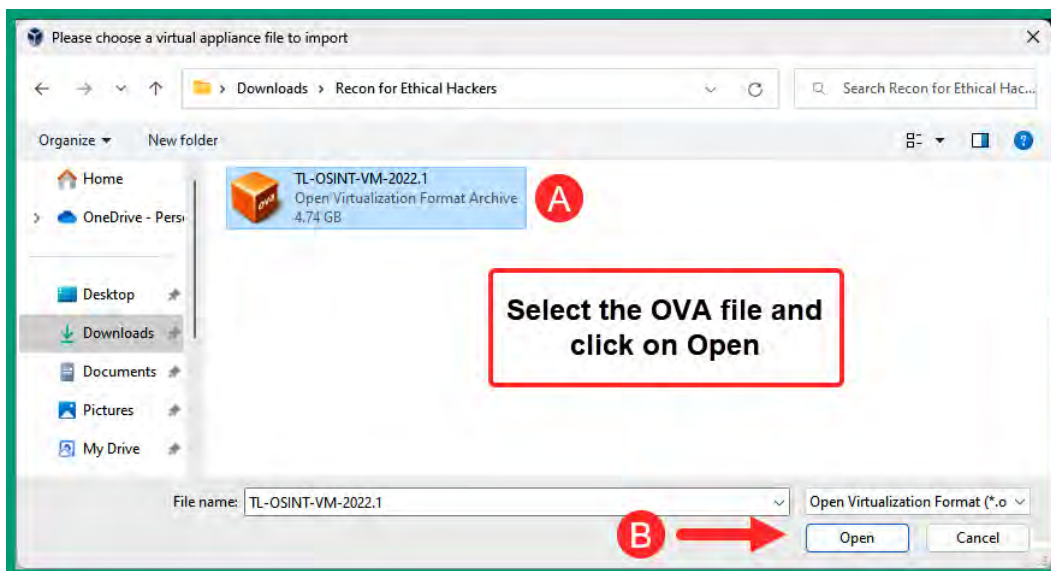 Please choose a virtual appliance file to import
Downloads > Recon for Ethical Hackers
Search Recon for Ethical Hac...
Organize
New folder
Home
OneDrive - Pers
Desktop
Downloads
Documents
Pictures
My Drive
TL-OSINT-VM-2022.1
Open Virtualization Format Archive
4.74 GB
ova
A
Select the OVA file and
click on Open
File name:
TL-OSINT-VM-2022.1
Open Virtualization Format (*.o
B
Open
Cancel